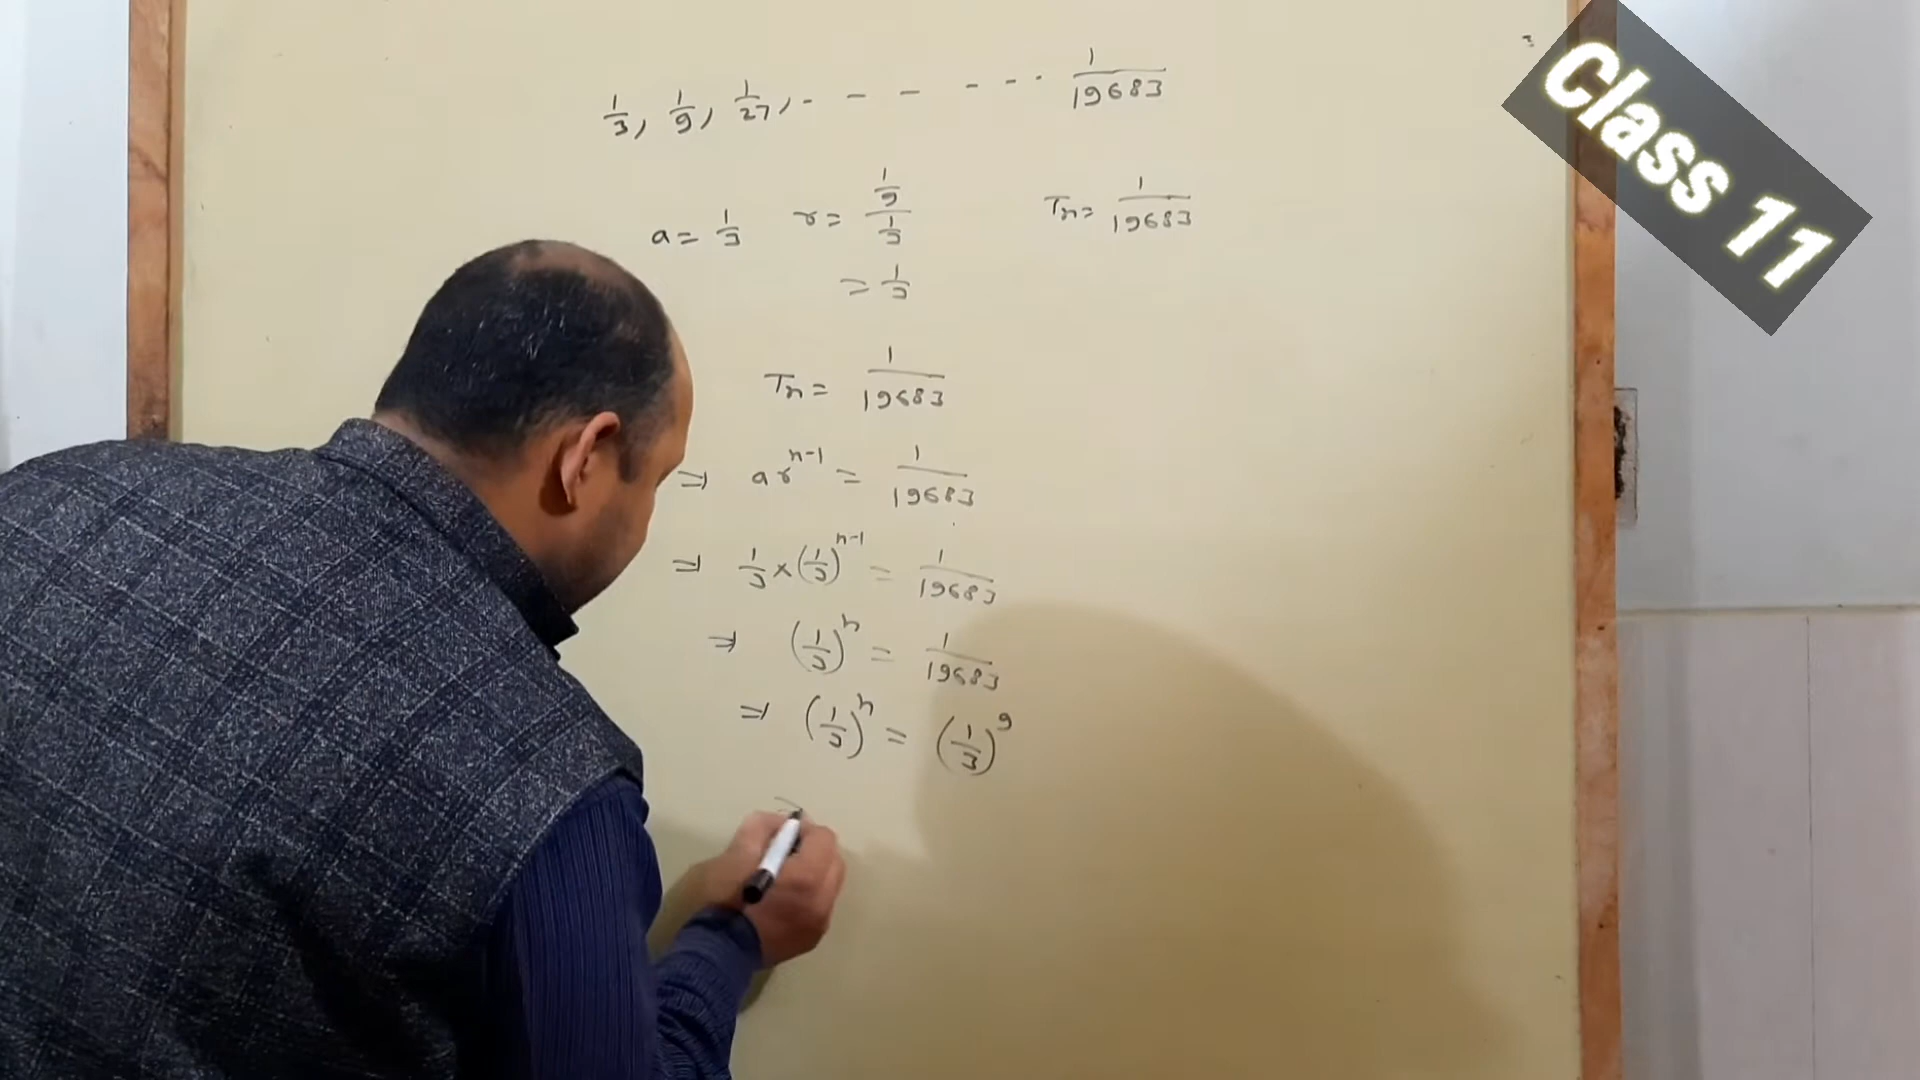 1/3, 1/9, 1/27, - - - - - - · 1/19683
a = 1/3 r = (1/9)/(1/3) Tn = 1/19683
= 1/3
Tn = 1/19683
⇒ ar^(n-1) = 1/19683
⇒ 1/3 × (1/3)^(n-1) = 1/19683
⇒ (1/3)^n = 1/19683
⇒ (1/3)^n = (1/3)^9
Class 11